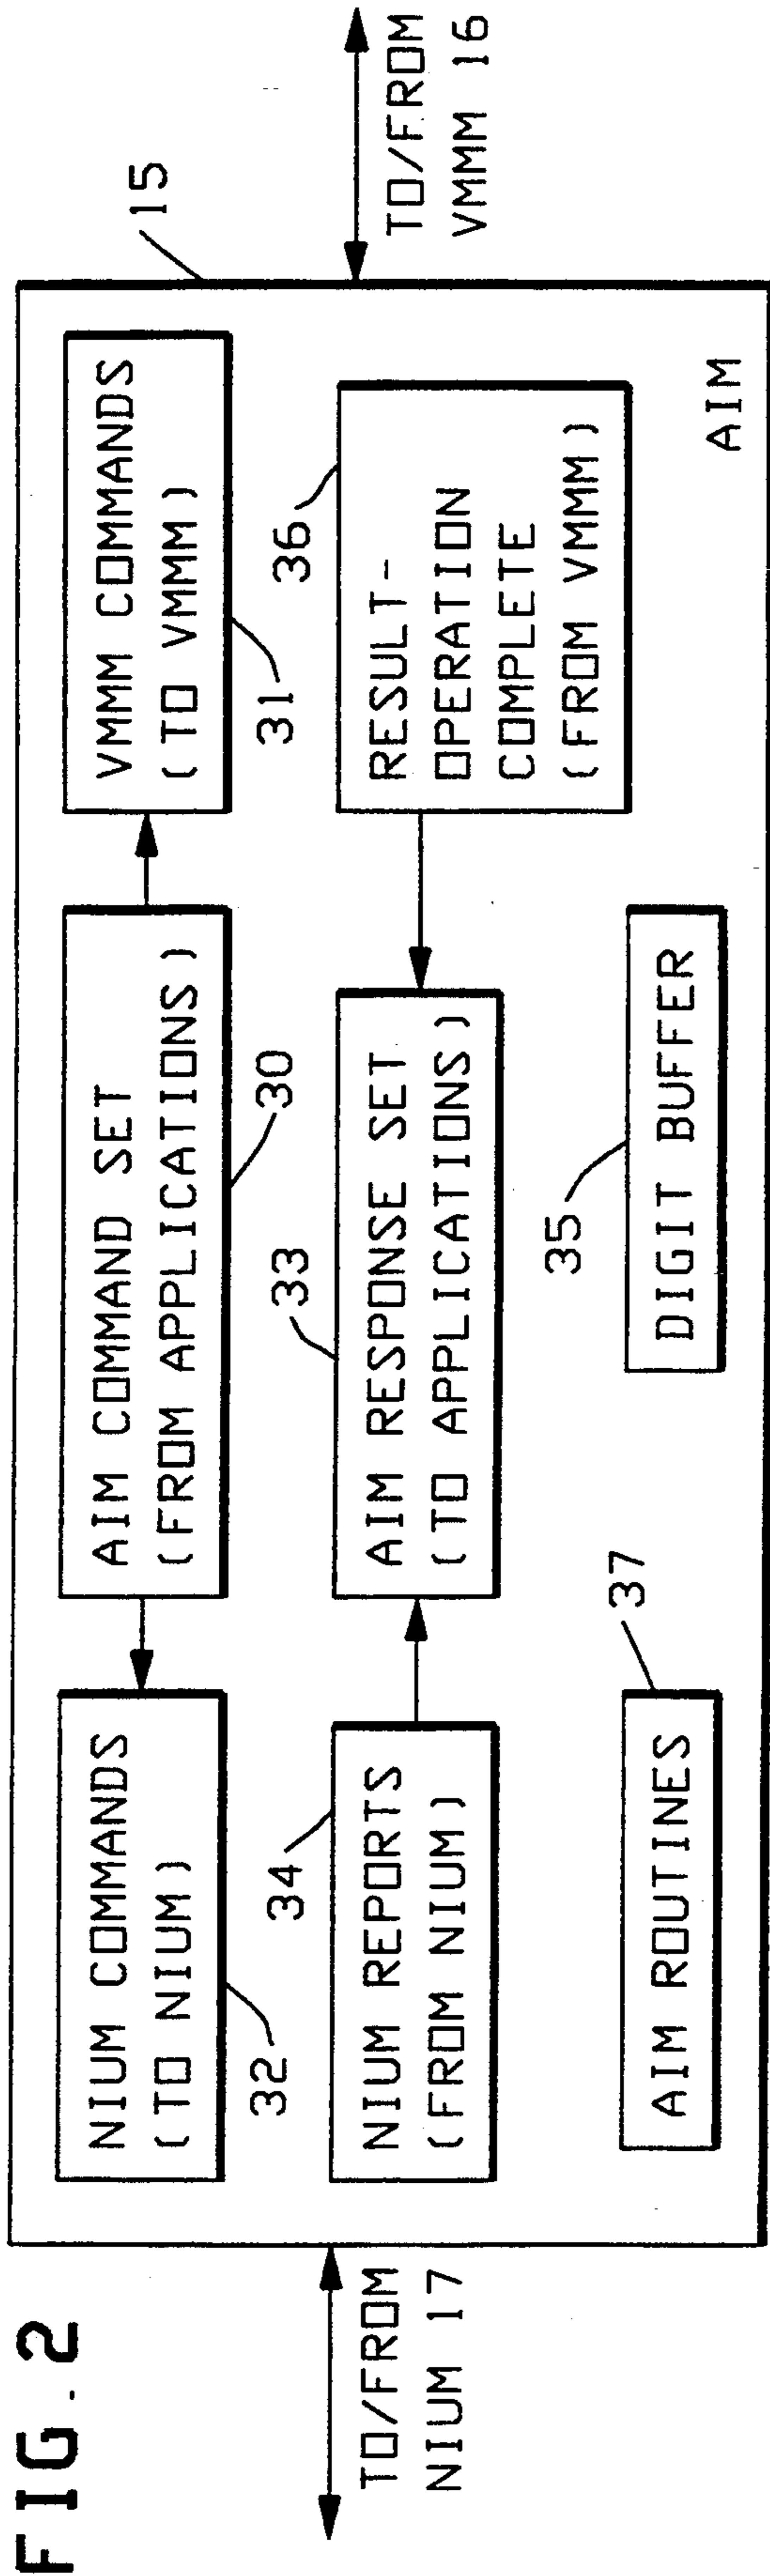 FIG. 2
TO/FROM
NIUM 17
NIUM COMMANDS
(TO NIUM)
32
AIM COMMAND SET
(FROM APPLICATIONS)
30
VMMM COMMANDS
(TO VMMM)
31
15
NIUM REPORTS
(FROM NIUM)
34
AIM RESPONSE SET
(TO APPLICATIONS)
33
RESULT-
OPERATION
COMPLETE
(FROM VMMM)
36
AIM ROUTINES
37
DIGIT BUFFER
35
AIM
TO/FROM
VMMM 16